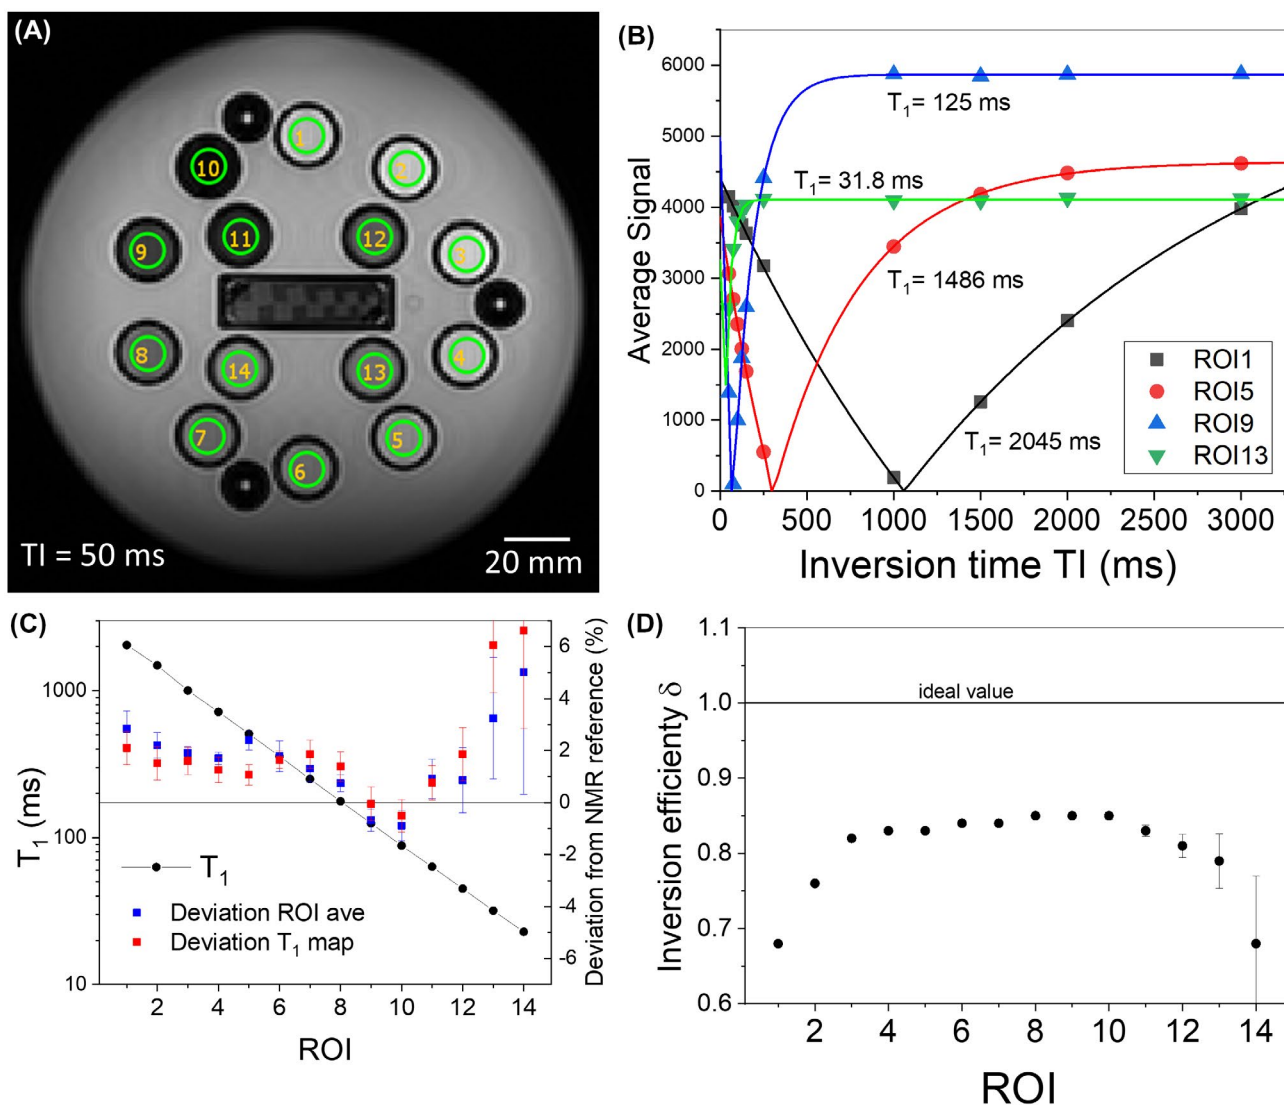 (A)
1
10
2
11
12
9
3
8
4
14
13
7
5
6
TI = 50 ms
20 mm
(B)
6000
5000
4000
3000
2000
1000
0
Average Signal
T1= 125 ms
T1= 31.8 ms
T1= 1486 ms
T1= 2045 ms
ROI1
ROI5
ROI9
ROI13
0 500 1000 1500 2000 2500 3000
Inversion time TI (ms)
(C)
1000
100
10
T1 (ms)
T1
Deviation ROI ave
Deviation T1 map
6
4
2
0
-2
-4
-6
Deviation from NMR reference (%)
2 4 6 8 10 12 14
ROI
(D)
1.1
1.0
0.9
0.8
0.7
0.6
Inversion efficienty δ
ideal value
2 4 6 8 10 12 14
ROI